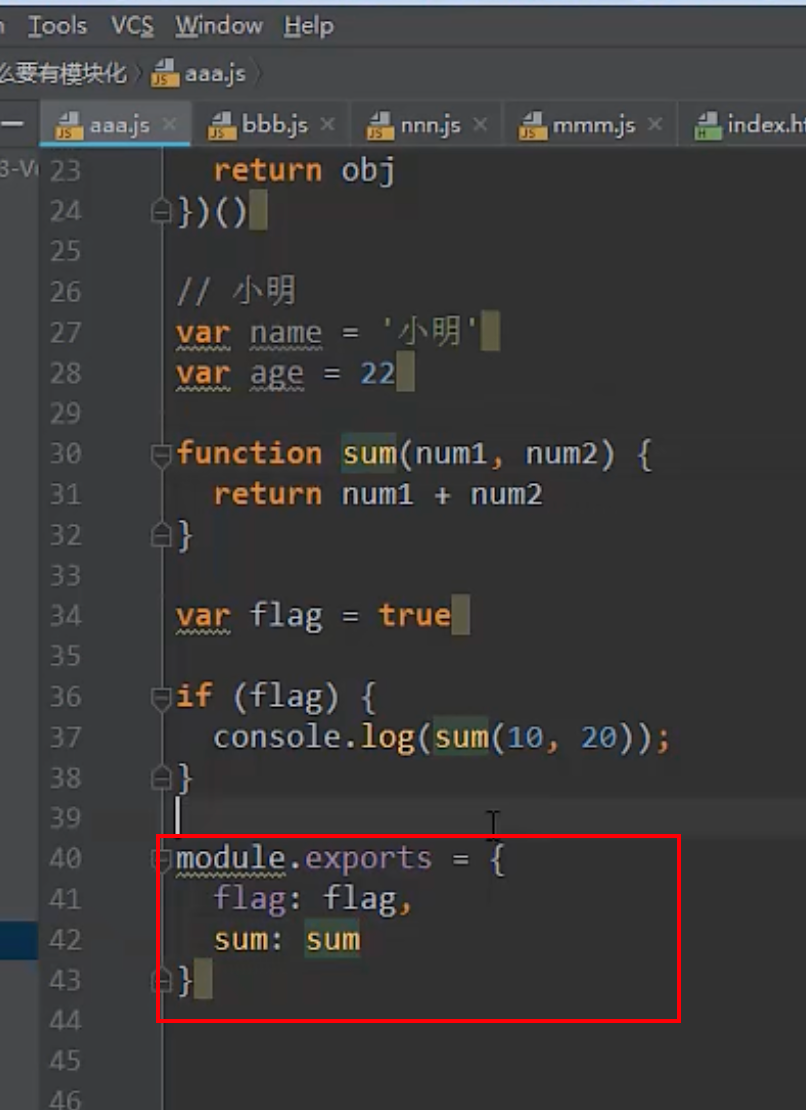 Tools VCS Window Help
么要有模块化 aaa.js
aaa.js bbb.js nnn.js mmm.js
23 return obj
24 })()
25
26 // 小明
27 var name = '小明'
28 var age = 22
29
30 function sum(num1, num2) {
31 return num1 + num2
32 }
33
34 var flag = true
35
36 if (flag) {
37 console.log(sum(10, 20));
38 }
39
40 module.exports = {
41 flag: flag,
42 sum: sum
43 }
44
45
46